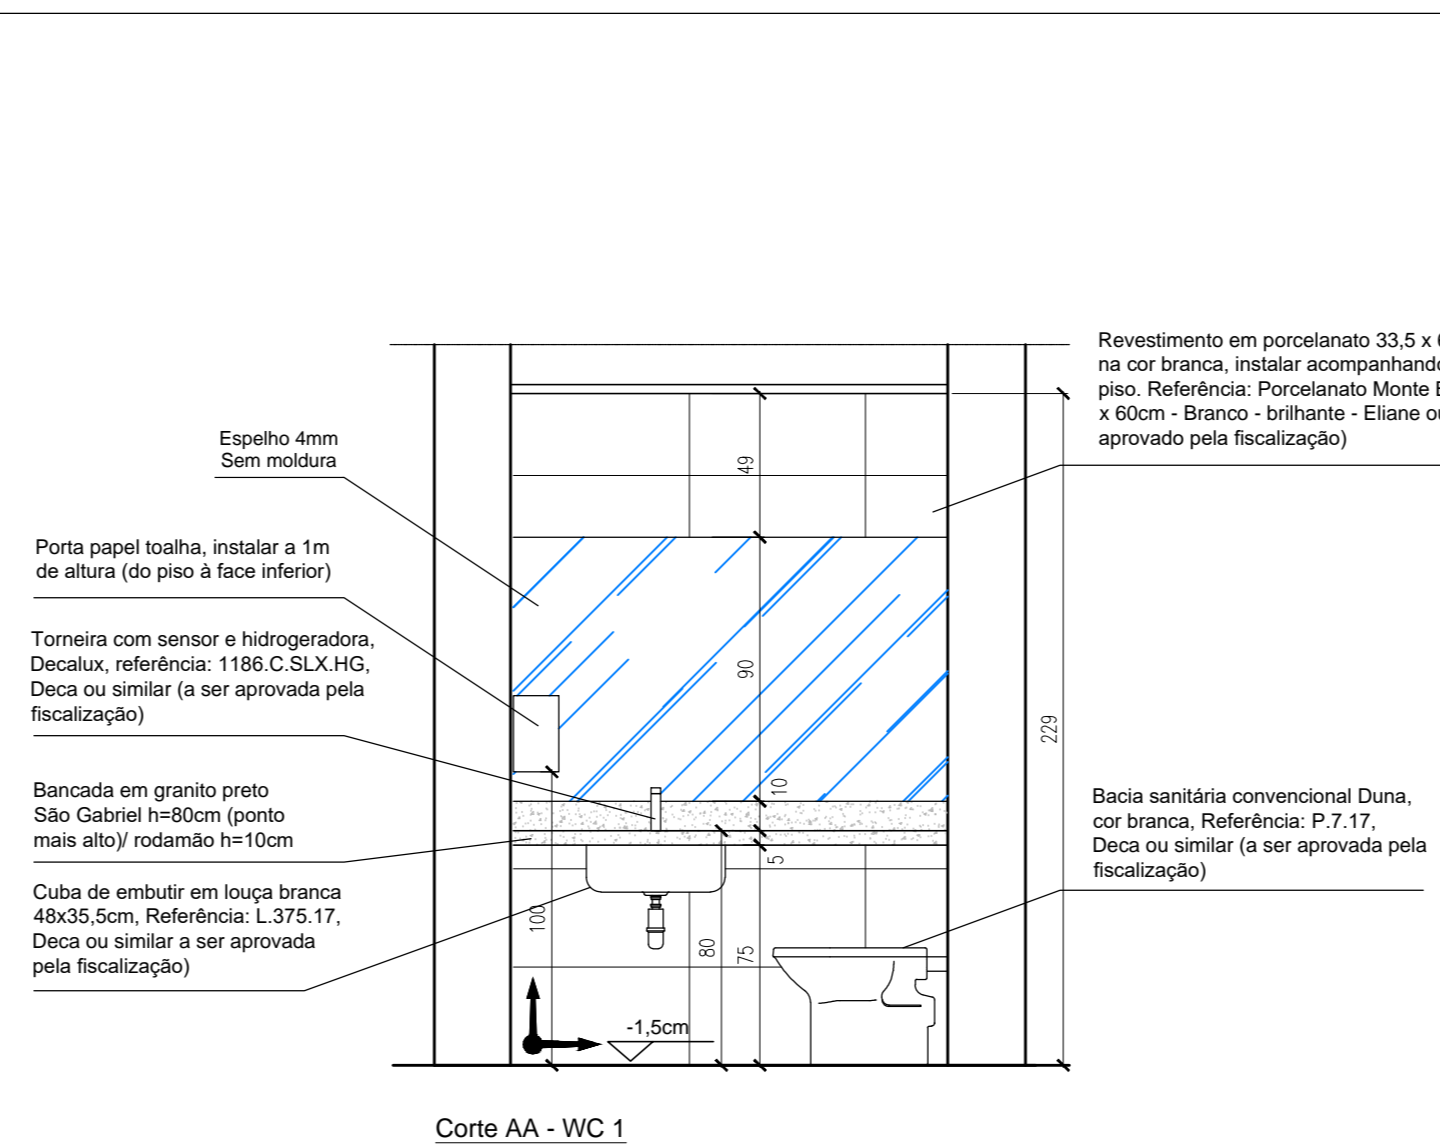 Revestimento em porcelanato 33,5 x
na cor branca, instalar acompanhando
piso. Referência: Porcelanato Monte
x 60cm - Branco - brilhante - Eliane ou
aprovado pela fiscalização)
Espelho 4mm
Sem moldura
Porta papel toalha, instalar a 1m
de altura (do piso à face inferior)
Torneira com sensor e hidrogeradora,
Decalux, referência: 1186.C.SLX.HG,
Deca ou similar (a ser aprovada pela
fiscalização)
Bancada em granito preto
São Gabriel h=80cm (ponto
mais alto)/ rodamão h=10cm
Cuba de embutir em louça branca
48x35,5cm, Referência: L.375.17,
Deca ou similar a ser aprovada
pela fiscalização)
49
90
10
5
100
80
75
229
-1,5cm
Bacia sanitária convencional Duna,
cor branca, Referência: P.7.17,
Deca ou similar (a ser aprovada pela
fiscalização)
Corte AA - WC 1